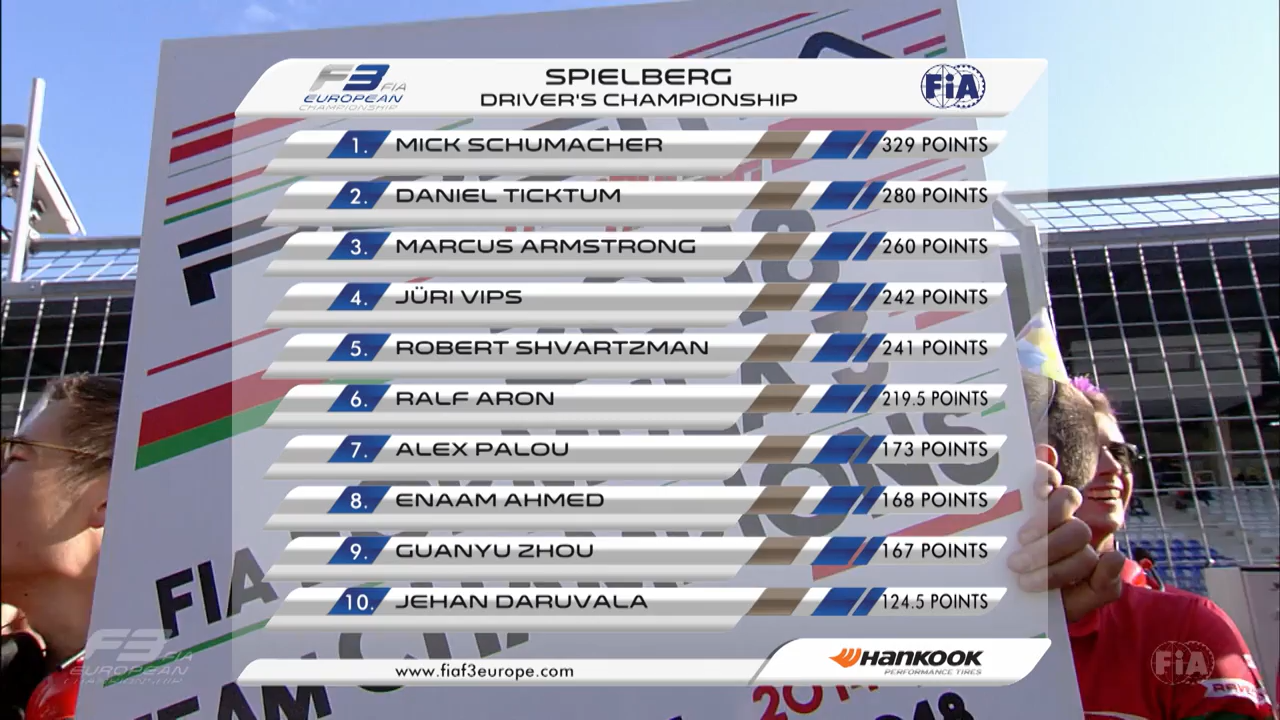 F3 FIA
EUROPEAN
CHAMPIONSHIP
SPIELBERG
DRIVER'S CHAMPIONSHIP
FiA
1. MICK SCHUMACHER 329 POINTS
2. DANIEL TICKTUM 280 POINTS
3. MARCUS ARMSTRONG 260 POINTS
4. JÜRI VIPS 242 POINTS
5. ROBERT SHVARTZMAN 241 POINTS
6. RALF ARON 219.5 POINTS
7. ALEX PALOU 173 POINTS
8. ENAAM AHMED 168 POINTS
9. GUANYU ZHOU 167 POINTS
10. JEHAN DARUVALA 124.5 POINTS
www.fiaf3europe.com
HANKOOK
PERFORMANCE TIRES
FIA
F3 FIA
EUROPEAN
CHAMPIONSHIP
FiA